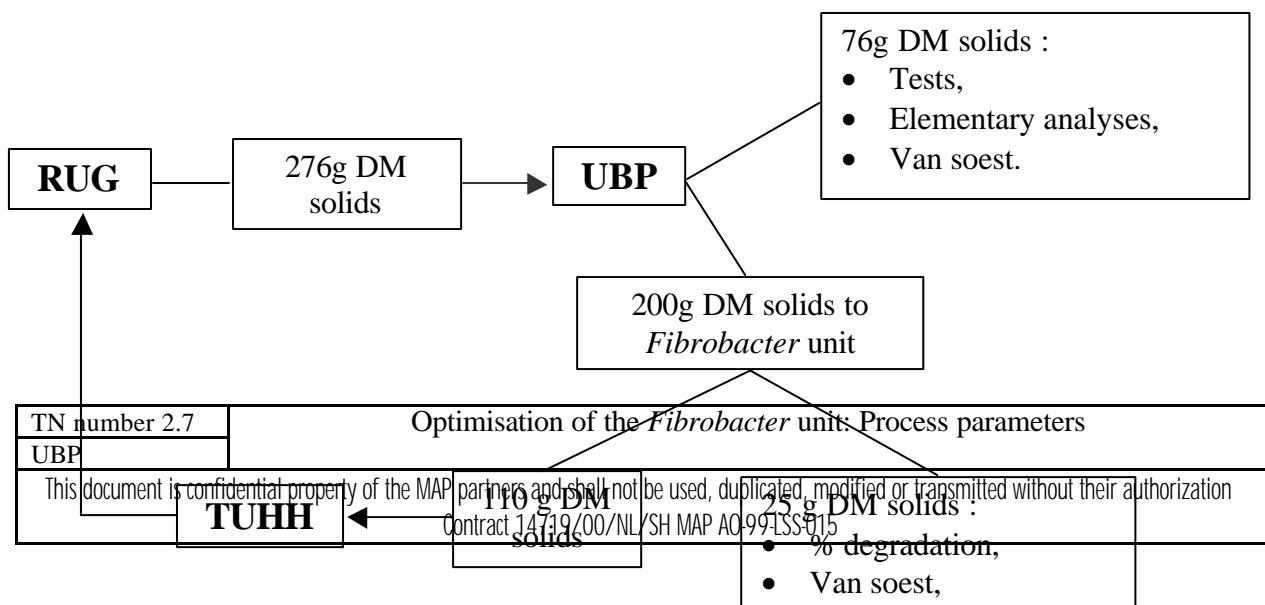 76g DM solids :
• Tests,
• Elementary analyses,
• Van soest.
RUG
276g DM
solids
UBP
200g DM solids to
Fibrobacter unit
TN number 2.7
Optimisation of the Fibrobacter unit: Process parameters
UBP
This document is confidential property of the MAP partners and shall not be used, duplicated, modified or transmitted without their authorization
Contract 14719/00/NL/SH MAP AO-99-LSS-015
TUHH
110 g DM
solids
25 g DM solids :
• % degradation,
• Van soest,